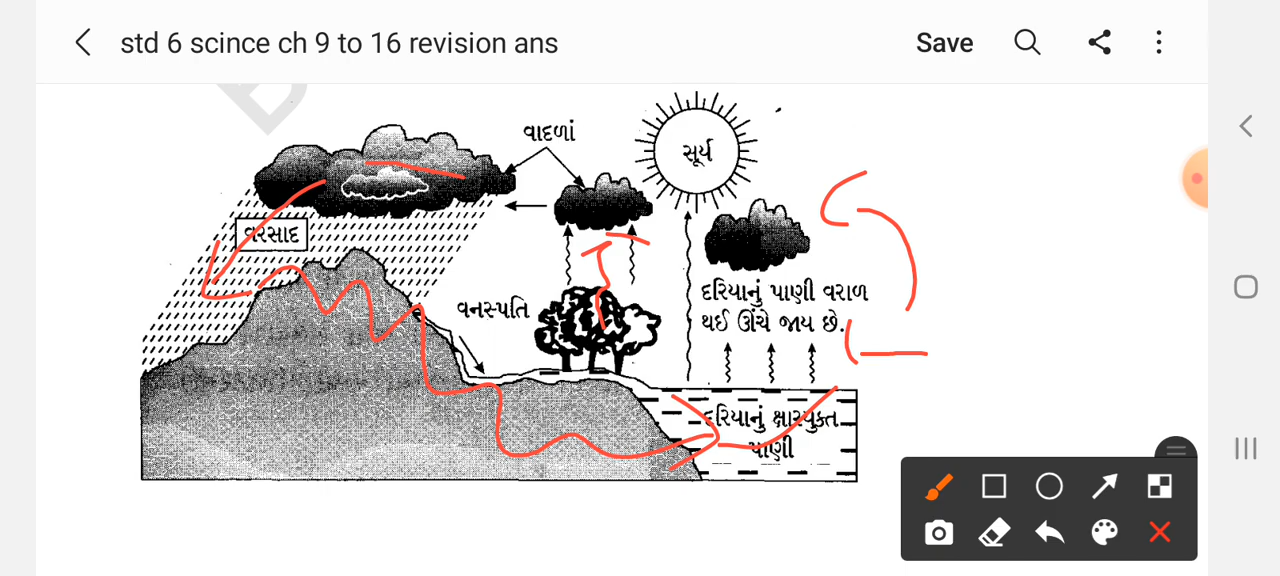 std 6 scince ch 9 to 16 revision ans
Save
વાદળાં
સૂર્ય
વરસાદ
વનસ્પતિ
દરિયાનું પાણી વરાળ
થઈ ઊંચે જાય છે.
દરિયાનું ક્ષારયુક્ત
પાણી